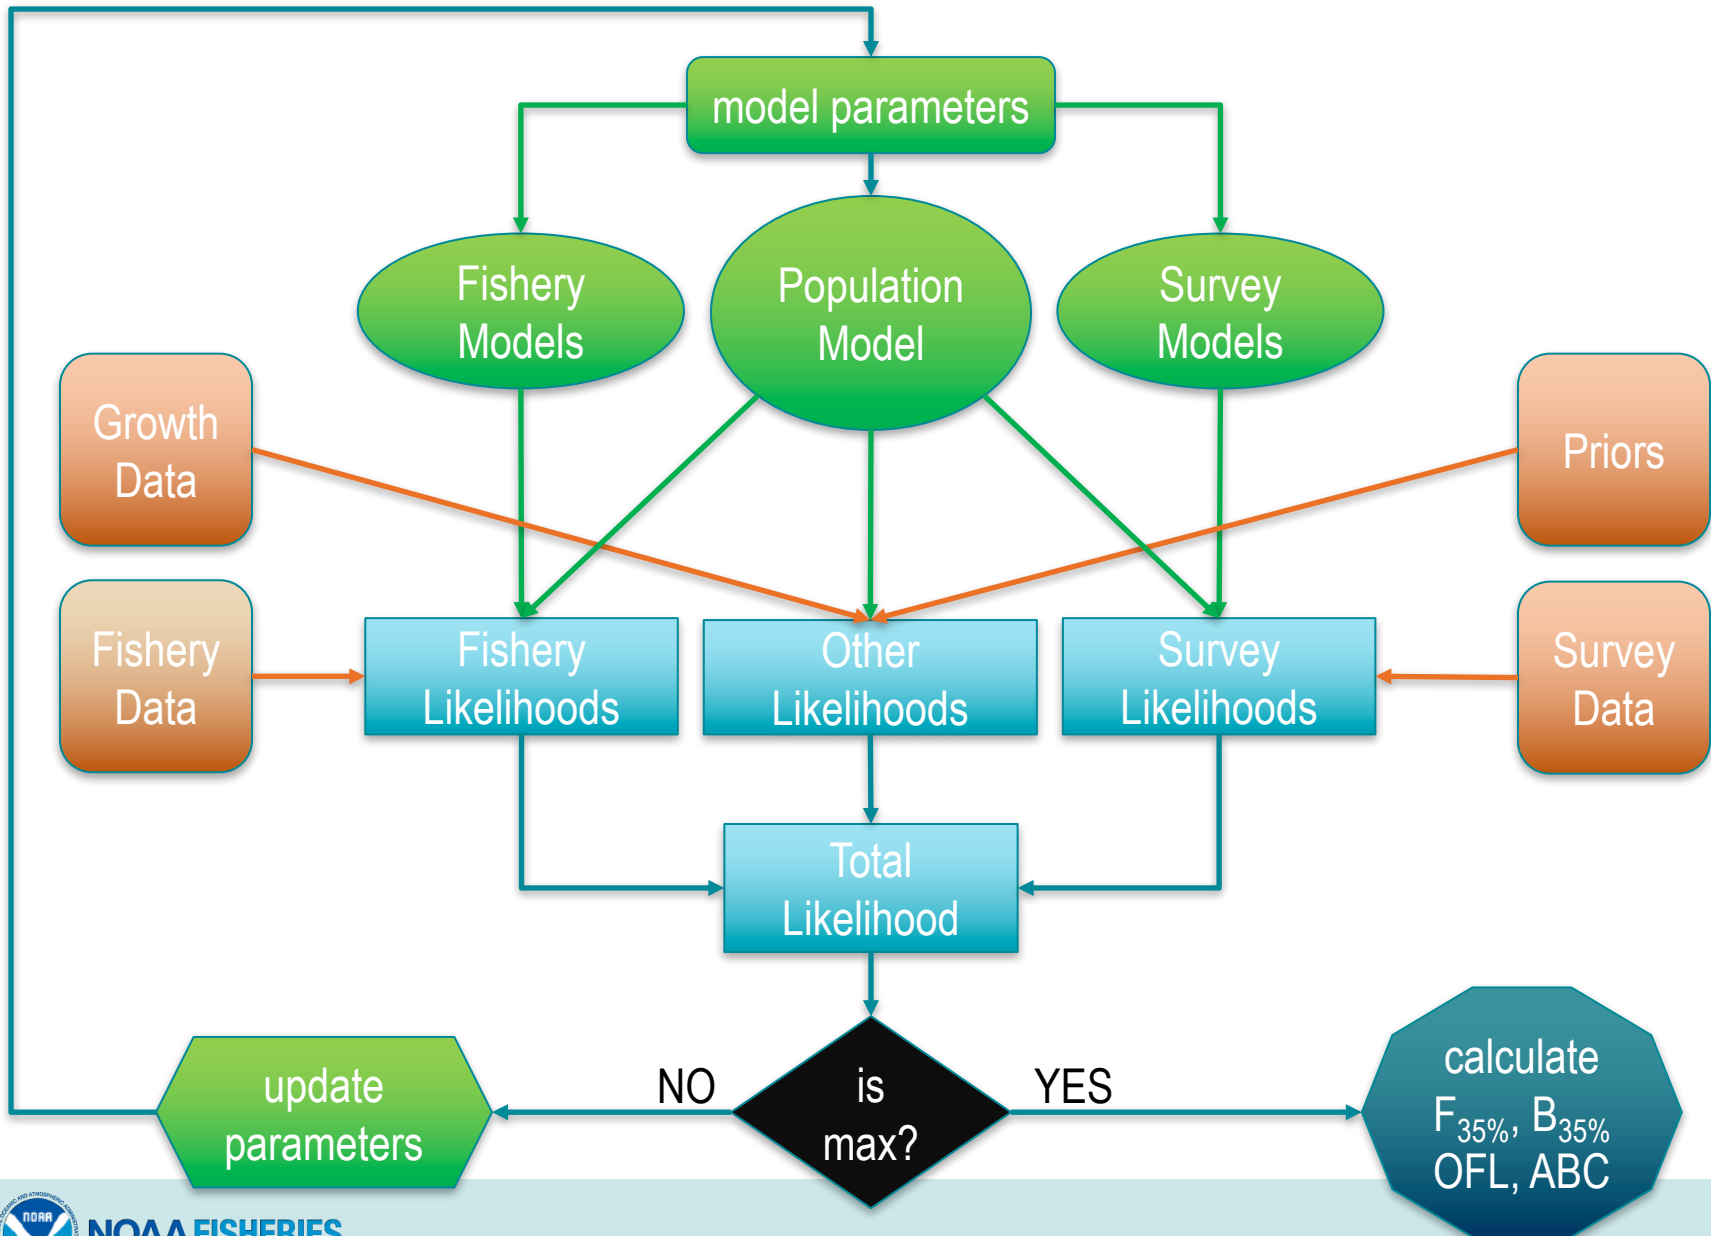 model parameters
Fishery
Models
Population
Model
Survey
Models
Growth
Data
Priors
Fishery
Data
Fishery
Likelihoods
Other
Likelihoods
Survey
Likelihoods
Survey
Data
Total
Likelihood
update
parameters
NO
is
max?
YES
calculate
F35%, B35%
OFL, ABC
NOAA
NOAA FISHERIES